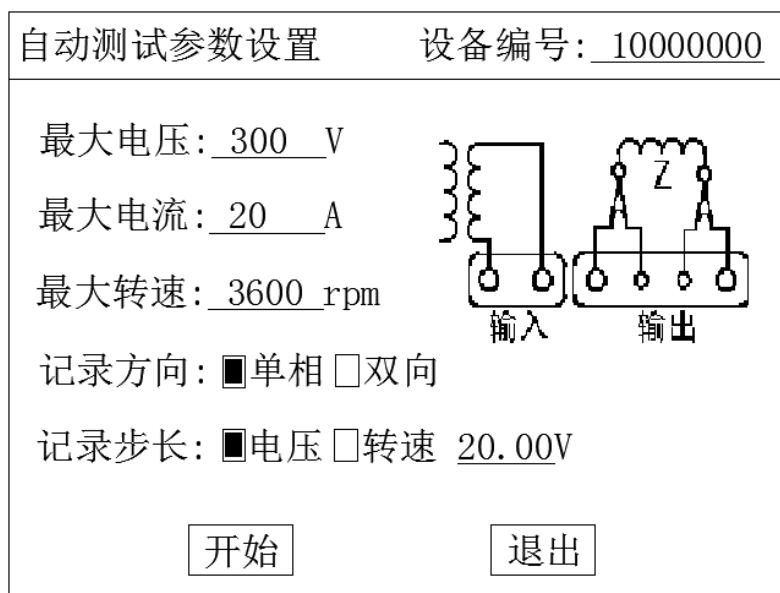 自动测试参数设置 设备编号: 10000000
最大电压: 300 V
最大电流: 20 A
最大转速: 3600 rpm
Z
输入 输出
记录方向: 单相 双向
记录步长: 电压 转速 20.00V
开始 退出